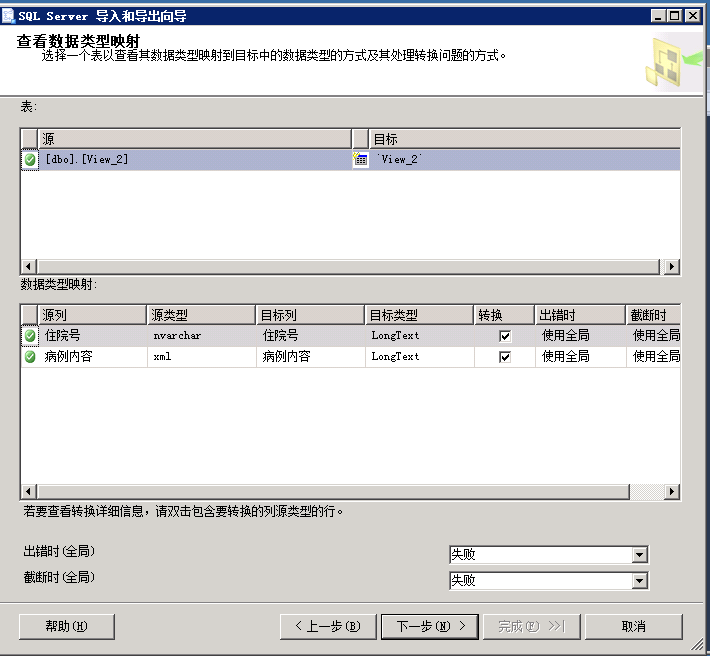 SQL Server 导入和导出向导
查看数据类型映射
选择一个表以查看其数据类型映射到目标中的数据类型的方式及其处理转换问题的方式。
表:
源 目标
[dbo].[View_2] `View_2`
数据类型映射:
源列 源类型 目标列 目标类型 转换 出错时 截断时
住院号 nvarchar 住院号 LongText 使用全局 使用全局
病例内容 xml 病例内容 LongText 使用全局 使用全局
若要查看转换详细信息，请双击包含要转换的列源类型的行。
出错时(全局) 失败
截断时(全局) 失败
帮助(H) < 上一步(B) 下一步(N) > 完成(F) >>| 取消